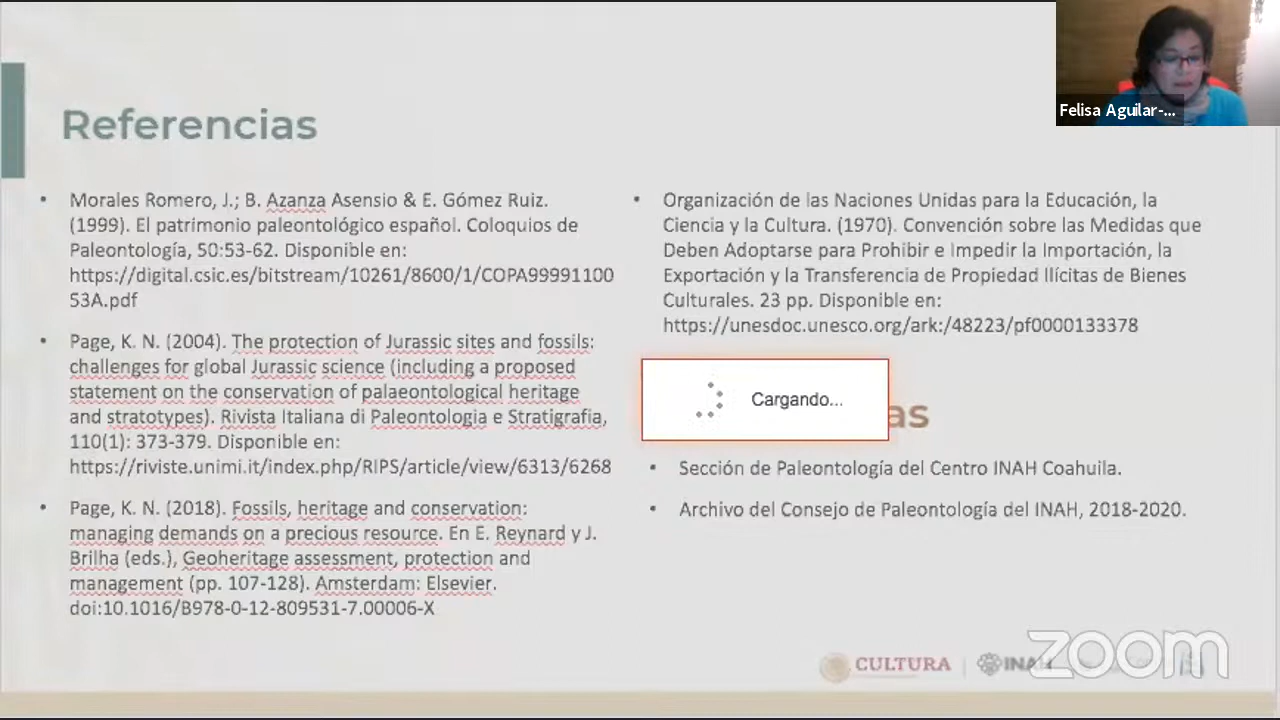 Referencias
• Morales Romero, J.; B. Azanza Asensio & E. Gómez Ruiz.
(1999). El patrimonio paleontológico español. Coloquios de
Paleontología, 50:53-62. Disponible en:
https://digital.csic.es/bitstream/10261/8600/1/COPA99991100
53A.pdf
• Page, K. N. (2004). The protection of Jurassic sites and fossils:
challenges for global Jurassic science (including a proposed
statement on the conservation of palaeontological heritage
and stratotypes). Rivista Italiana di Paleontologia e Stratigrafia,
110(1): 373-379. Disponible en:
https://riviste.unimi.it/index.php/RIPS/article/view/6313/6268
• Page, K. N. (2018). Fossils, heritage and conservation:
managing demands on a precious resource. En E. Reynard y J.
Brilha (eds.), Geoheritage assessment, protection and
management (pp. 107-128). Amsterdam: Elsevier.
doi:10.1016/B978-0-12-809531-7.00006-X
• Organización de las Naciones Unidas para la Educación, la
Ciencia y la Cultura. (1970). Convención sobre las Medidas que
Deben Adoptarse para Prohibir e Impedir la Importación, la
Exportación y la Transferencia de Propiedad Ilícitas de Bienes
Culturales. 23 pp. Disponible en:
https://unesdoc.unesco.org/ark:/48223/pf0000133378
Cargando...
as
• Sección de Paleontología del Centro INAH Coahuila.
• Archivo del Consejo de Paleontología del INAH, 2018-2020.
Felisa Aguilar-...
CULTURA
INAH
zoom